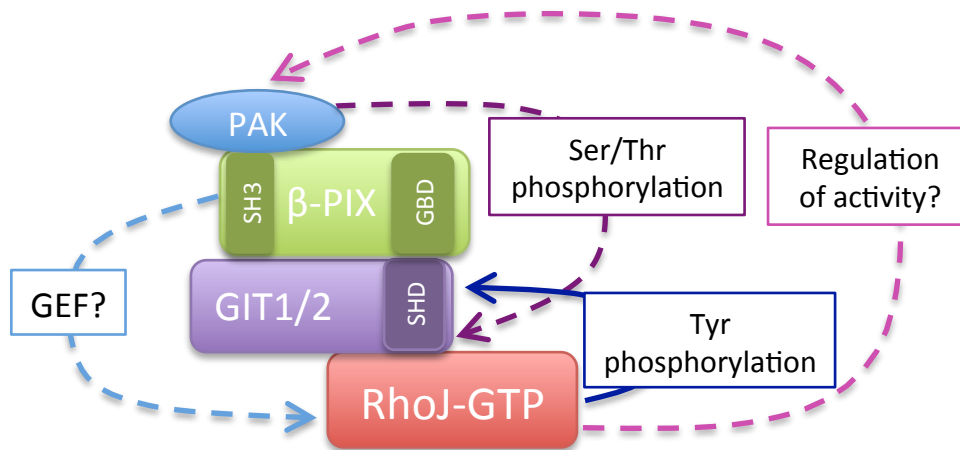 PAK
SH3
β-PIX
GBD
Ser/Thr
phosphorylation
Regulation
of activity?
GEF?
GIT1/2
SHD
Tyr
phosphorylation
RhoJ-GTP